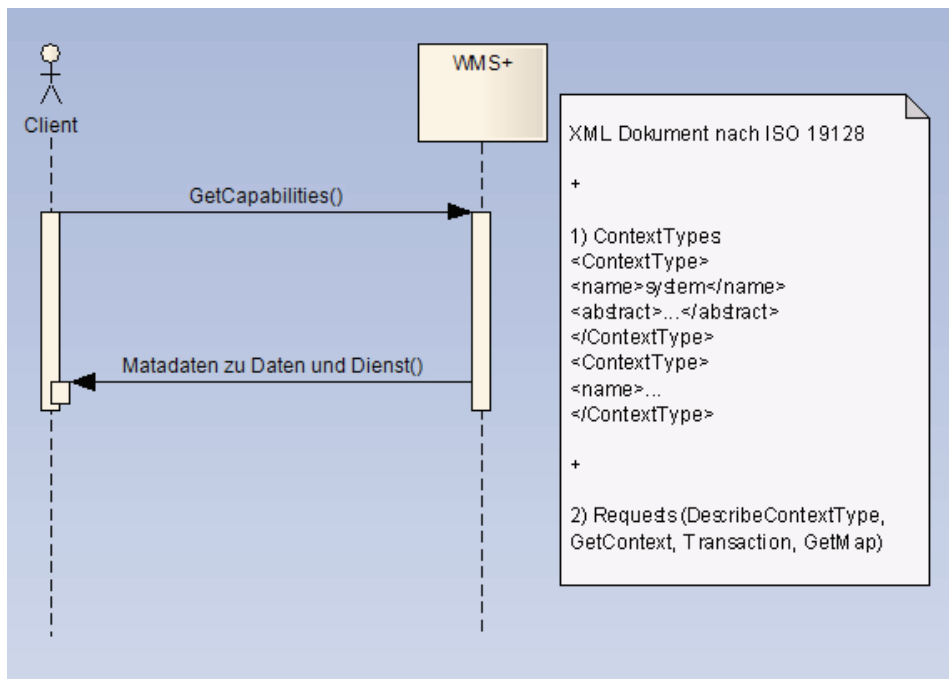 Client
WMS+
GetCapabilities()
Matadaten zu Daten und Dienst()
XML Dokument nach ISO 19128
+
1) ContextTypes
<ContextType>
<name>system</name>
<abstract>...</abstract>
</ContextType>
<ContextType>
<name>...
</ContextType>
+
2) Requests (DescribeContextType,
GetContext, Transaction, GetMap)